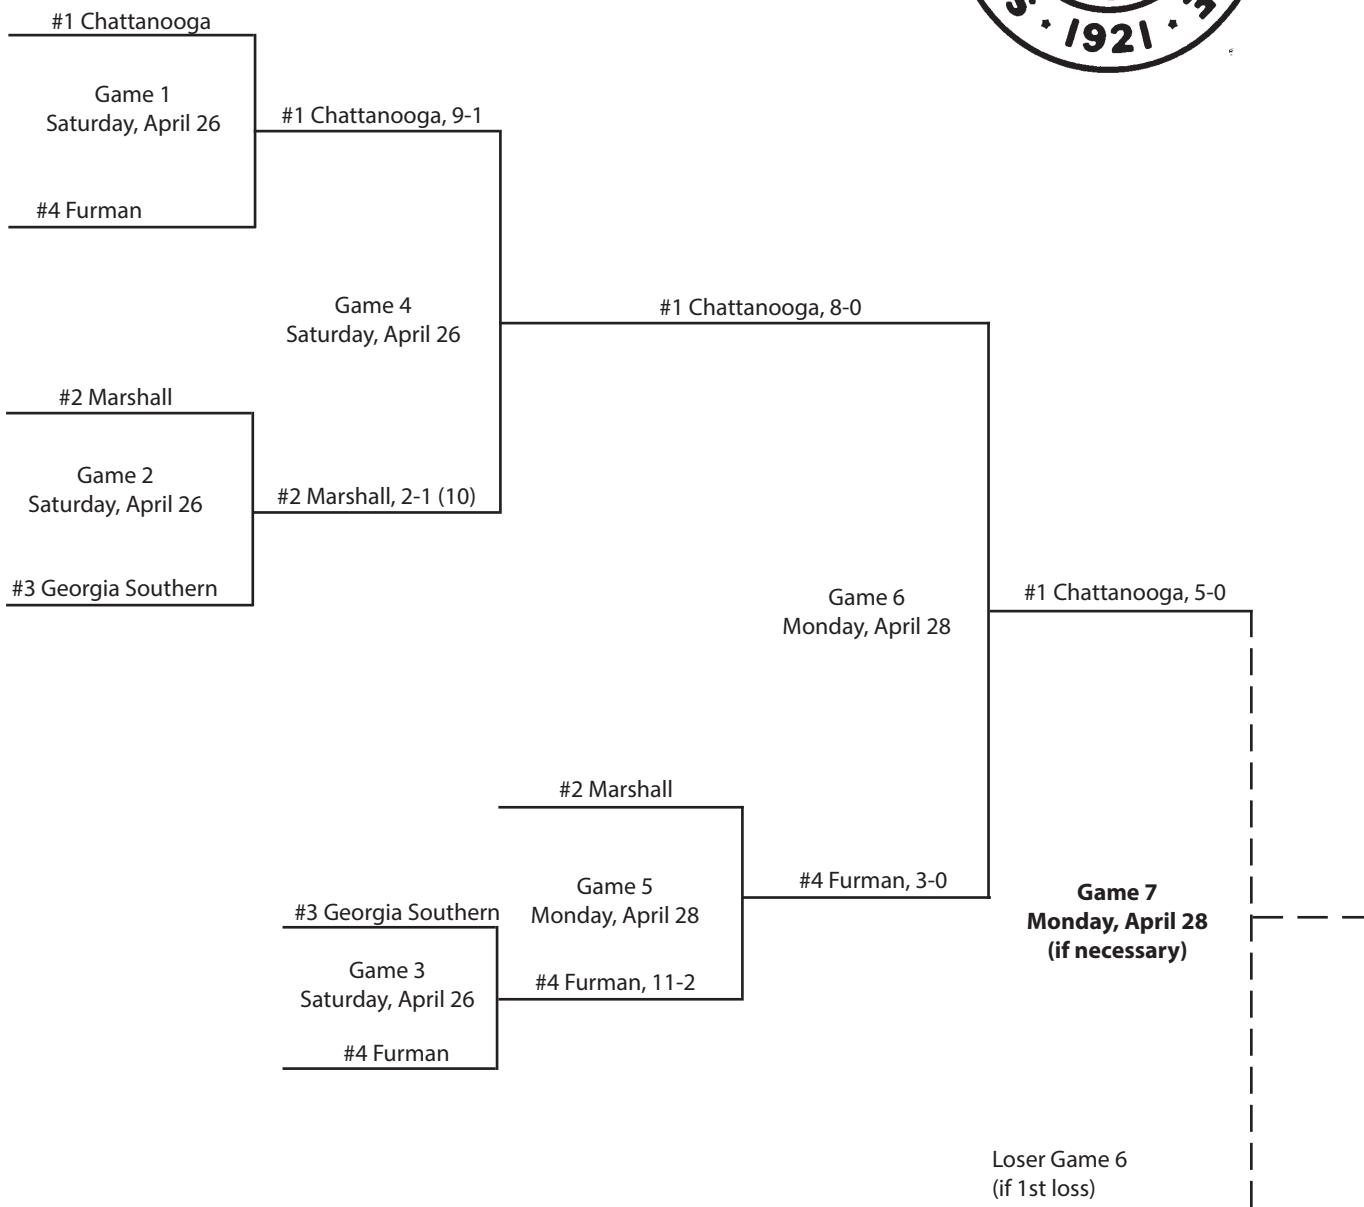 #1 Chattanooga
Game 1
Saturday, April 26
#1 Chattanooga, 9-1
#4 Furman
Game 4
Saturday, April 26
#1 Chattanooga, 8-0
#2 Marshall
Game 2
Saturday, April 26
#2 Marshall, 2-1 (10)
#3 Georgia Southern
Game 6
Monday, April 28
#1 Chattanooga, 5-0
#2 Marshall
Game 5
Monday, April 28
#4 Furman, 3-0
#3 Georgia Southern
Game 3
Saturday, April 26
#4 Furman, 11-2
#4 Furman
Game 7
Monday, April 28
(if necessary)
Loser Game 6
(if 1st loss)
· 1921 ·